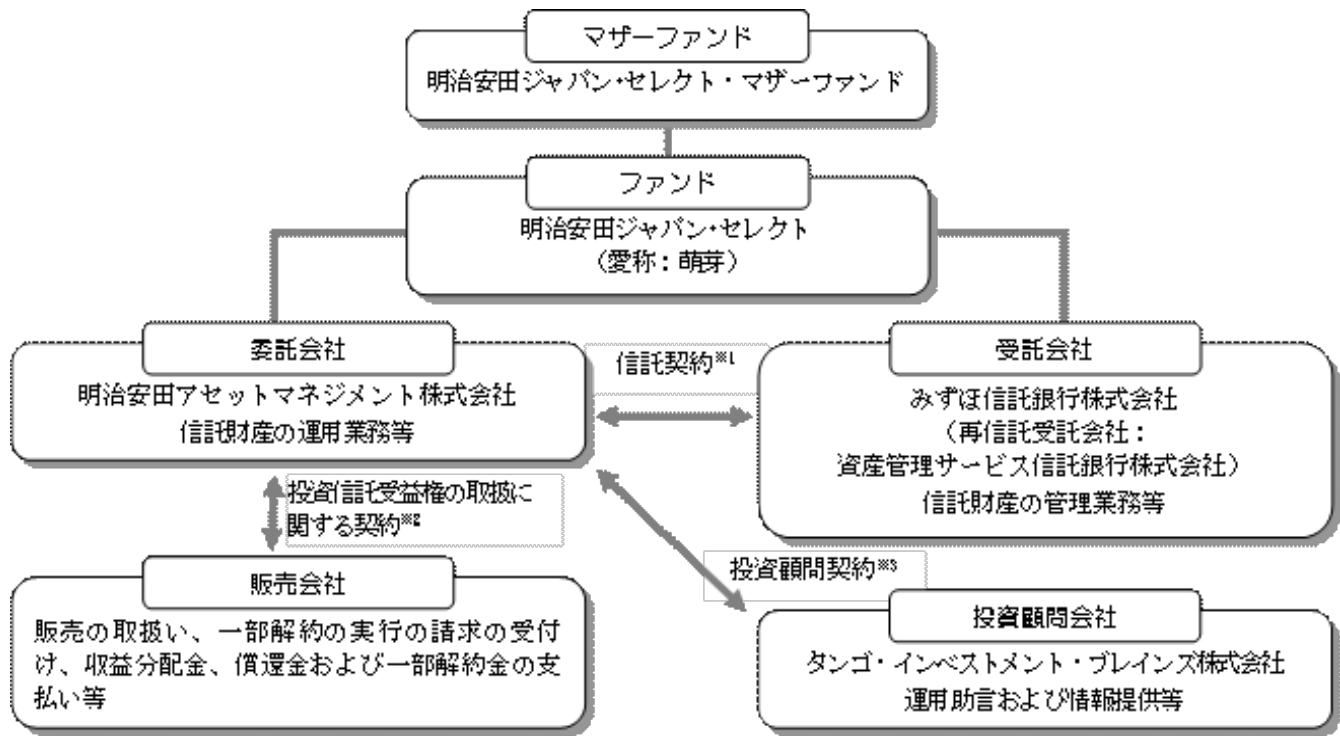 マザーファンド
明治安田ジャパン・セレクト・マザーファンド
ファンド
明治安田ジャパン・セレクト
（愛称：萌芽）
委託会社
明治安田アセットマネジメント株式会社
信託財産の運用業務等
信託契約※1
受託会社
みずほ信託銀行株式会社
（再信託受託会社：
資産管理サービス信託銀行株式会社）
信託財産の管理業務等
投資信託受益権の取扱に
関する契約※2
投資顧問契約※3
販売会社
販売の取扱い、一部解約の実行の請求の受付
け、収益分配金、償還金および一部解約金の支
払い等
投資顧問会社
タンゴ・インベストメント・ブレインズ株式会社
運用助言および情報提供等